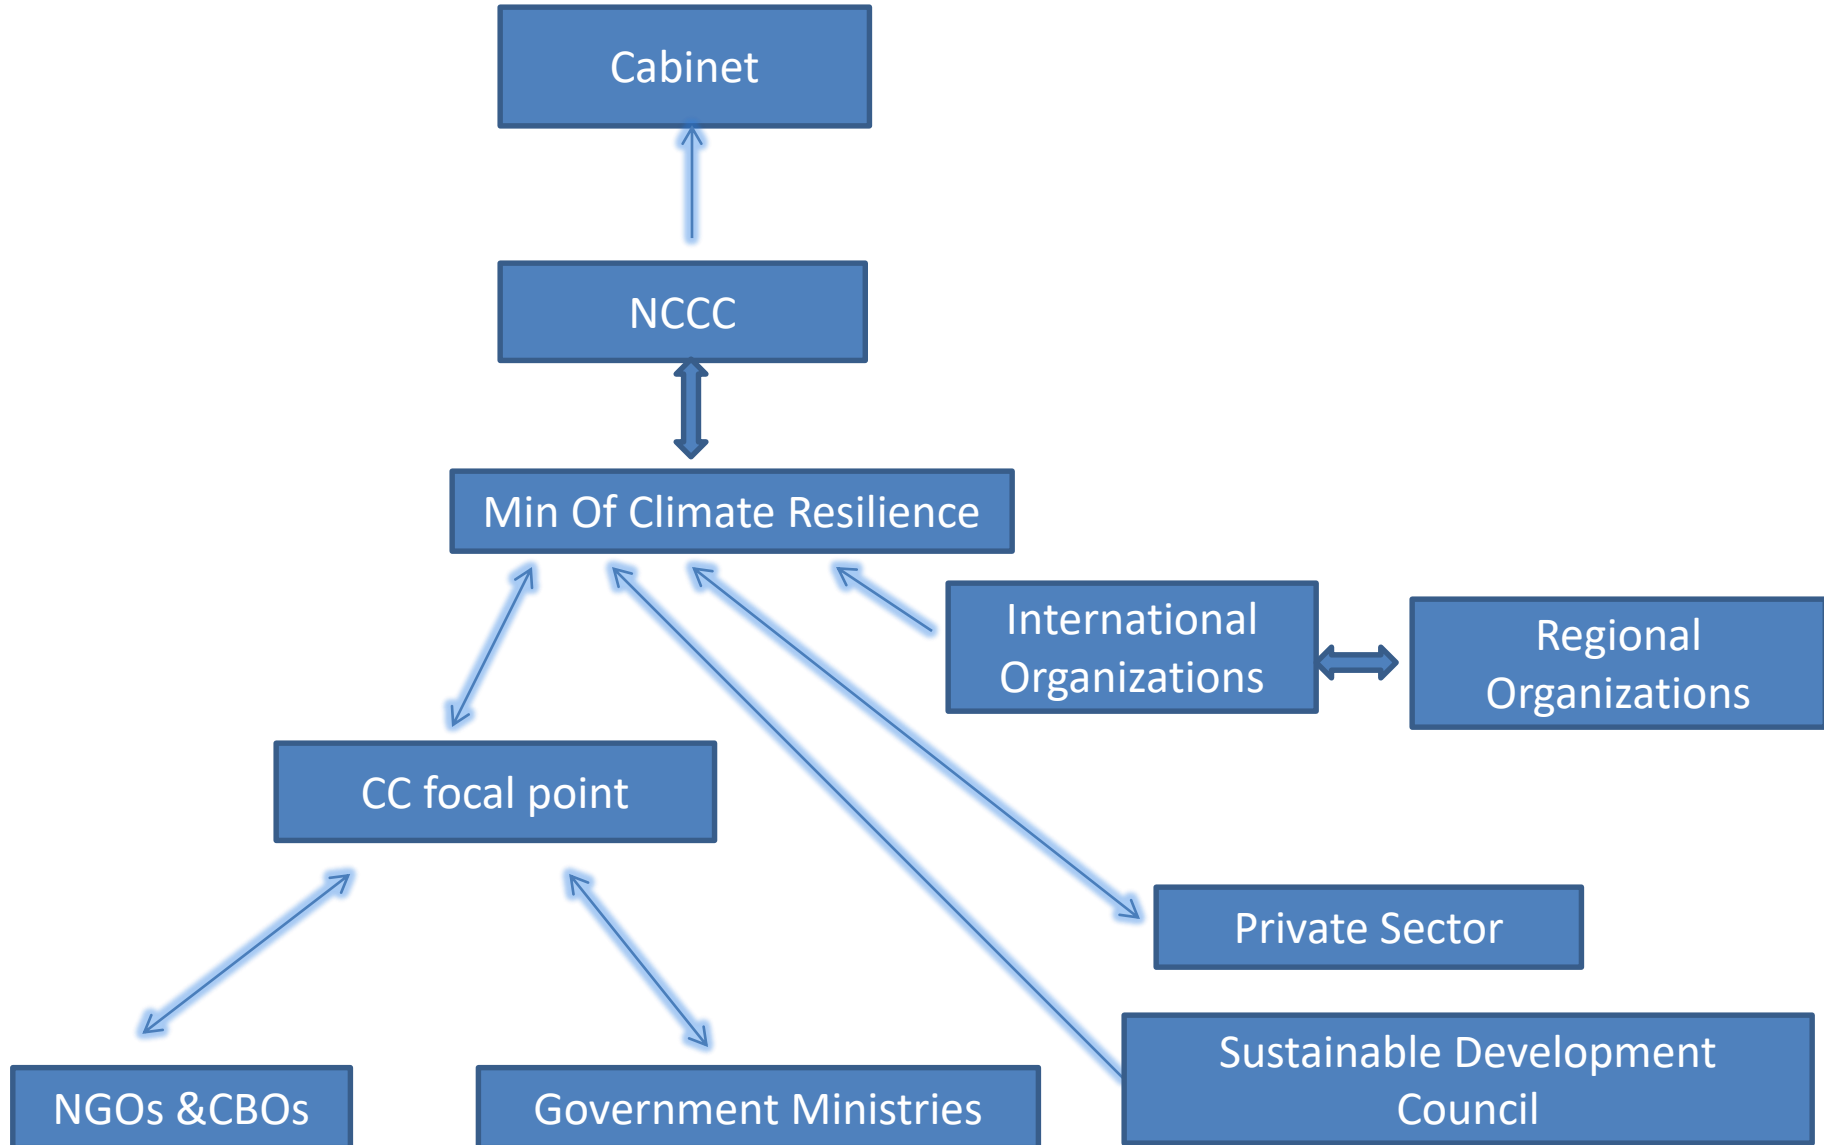 Cabinet
NCCC
Min Of Climate Resilience
International
Organizations
Regional
Organizations
CC focal point
Private Sector
Sustainable Development
Council
NGOs &CBOs
Government Ministries